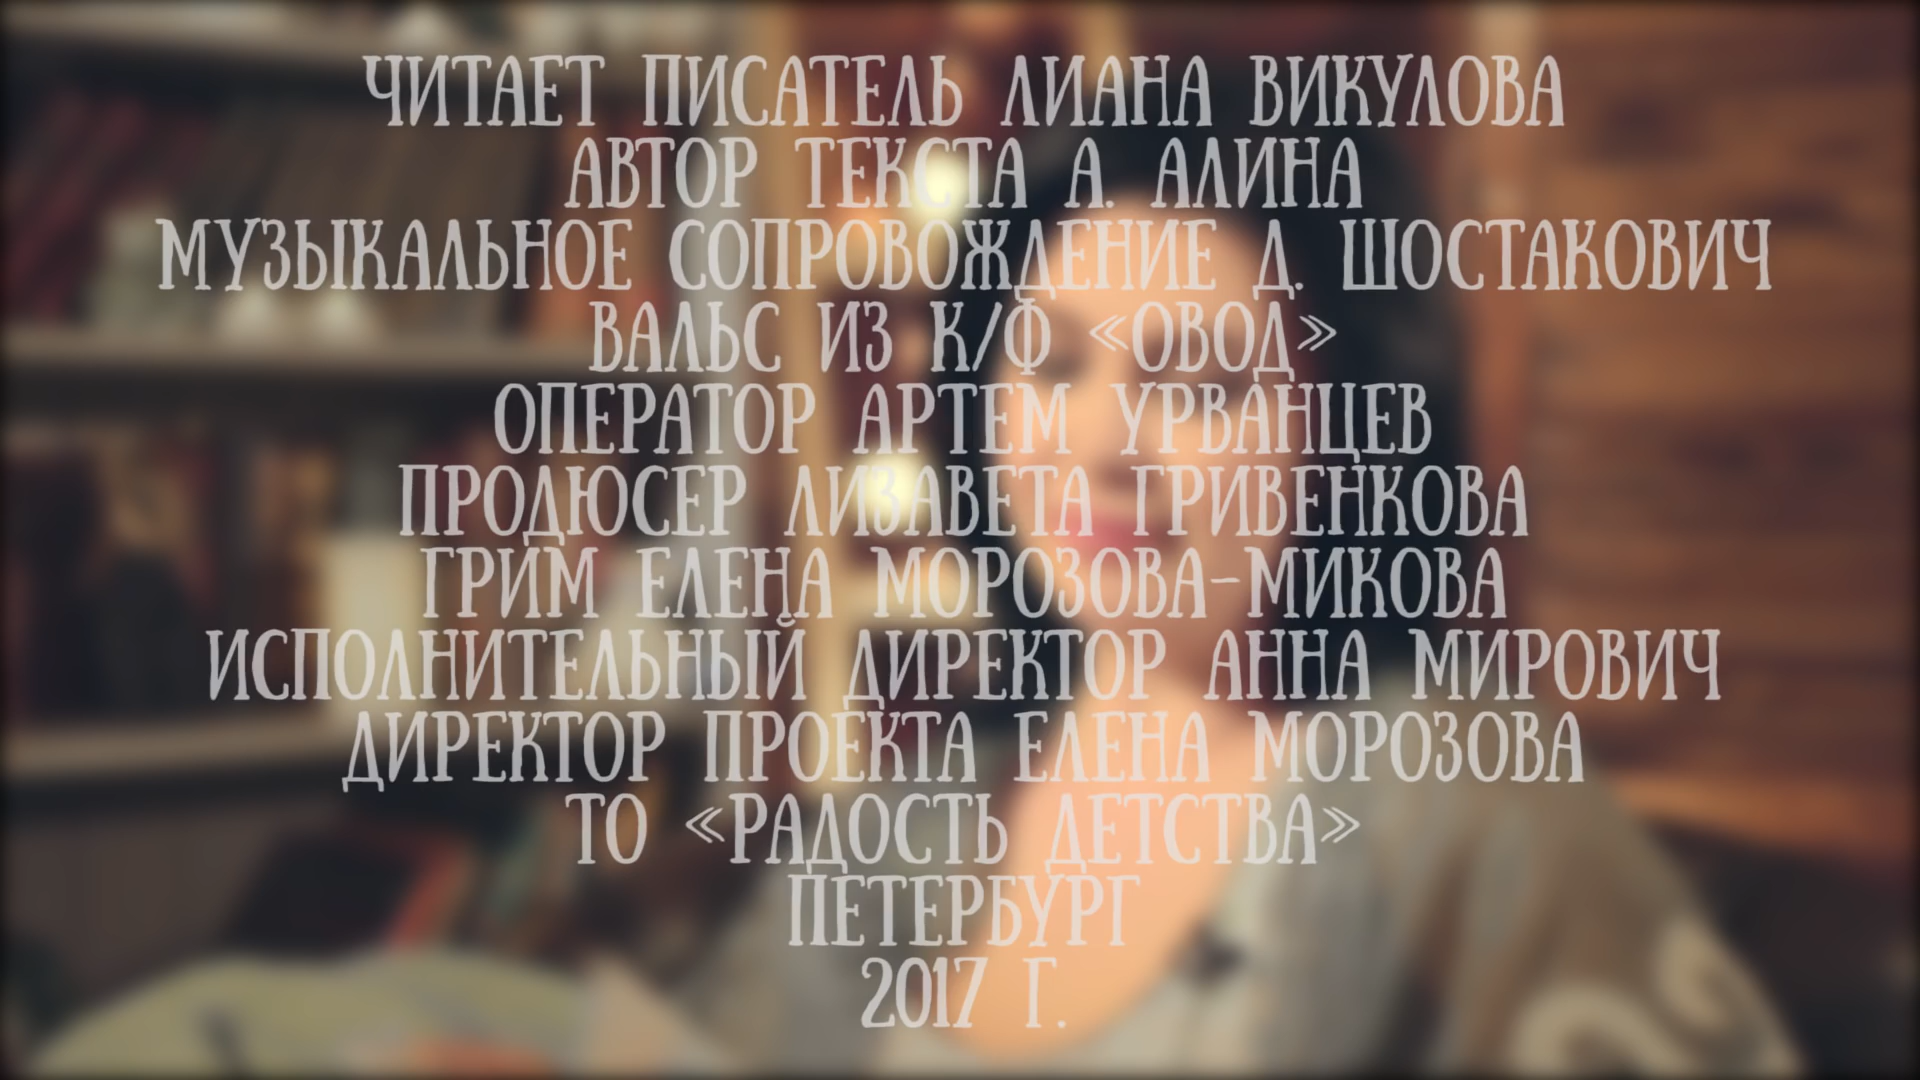 ЧИТАЕТ ПИСАТЕЛЬ ЛИАНА ВИКУЛОВА
АВТОР ТЕКСТА А. АЛИНА
МУЗЫКАЛЬНОЕ СОПРОВОЖДЕНИЕ Д. ШОСТАКОВИЧ
ВАЛЬС ИЗ К/Ф «ОВОД»
ОПЕРАТОР АРТЕМ УРВАНЦЕВ
ПРОДЮСЕР ЛИЗАВЕТА ГРИВЕНКОВА
ГРИМ ЕЛЕНА МОРОЗОВА-МИКОВА
ИСПОЛНИТЕЛЬНЫЙ ДИРЕКТОР АННА МИРОВИЧ
ДИРЕКТОР ПРОЕКТА ЕЛЕНА МОРОЗОВА
ТО «РАДОСТЬ ДЕТСТВА»
ПЕТЕРБУРГ
2017 Г.